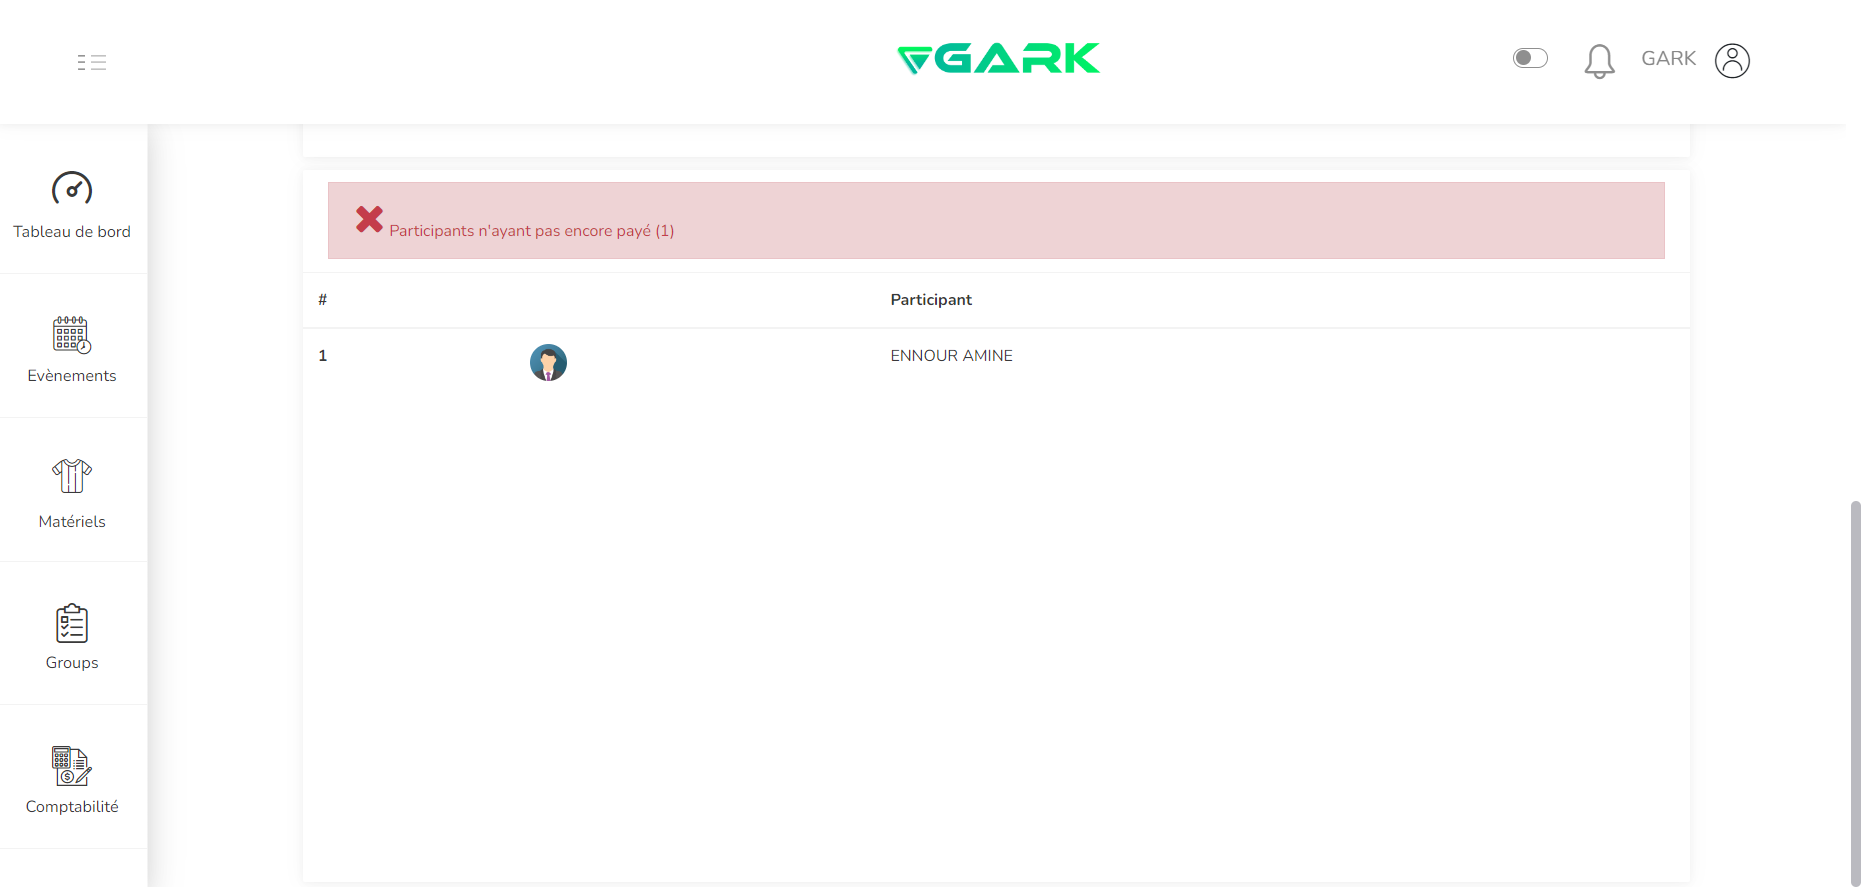 GARK
GARK
Tableau de bord
Participants n'ayant pas encore payé (1)
# Participant
1 ENNOUR AMINE
Evènements
Matériels
Groups
Comptabilité